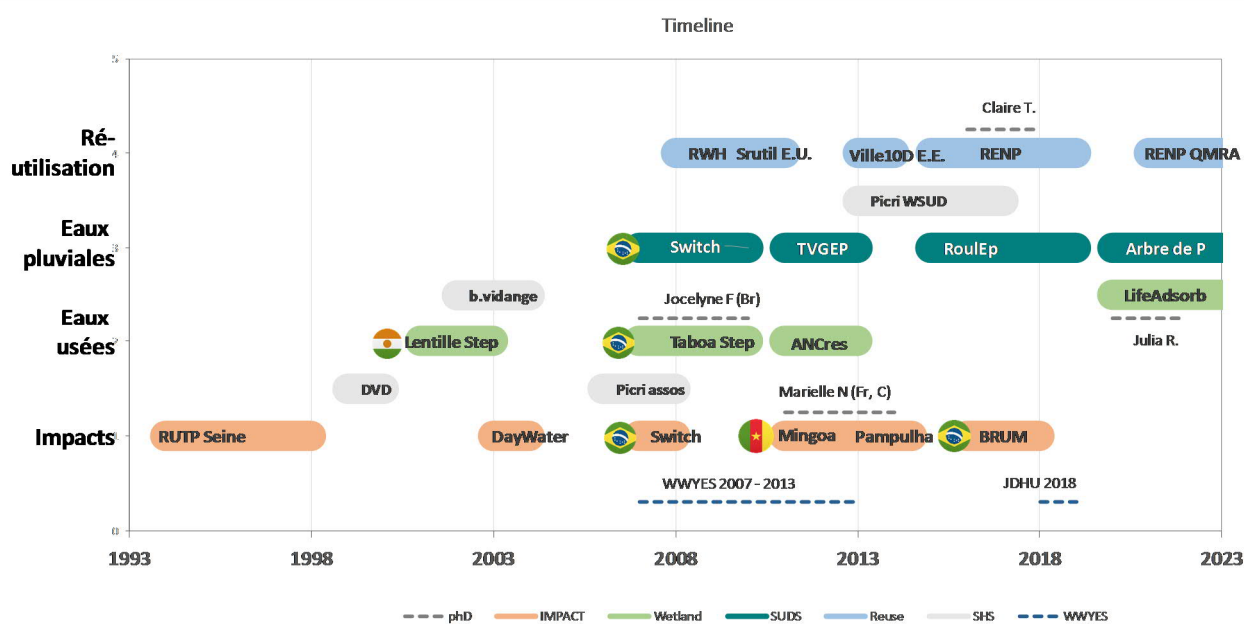 Timeline
Claire T.
Ré-
utilisation
RWH Srutil E.U.
Ville10D E.E.
RENP
RENP QMRA
Picri WSUD
Eaux
pluviales
Switch
TVGEP
RoulEp
Arbre de P
b.vidange
Jocelyne F (Br)
LifeAdsorb
Eaux
usées
Lentille Step
Taboa Step
ANCres
Julia R.
DVD
Picri assos
Marielle N (Fr, C)
Impacts
RUTP Seine
DayWater
Switch
Mingoa
Pampulha
BRUM
WWYES 2007 - 2013
JDHU 2018
1993
1998
2003
2008
2013
2018
2023
phD
IMPACT
Wetland
SUDS
Reuse
SHS
WWYES